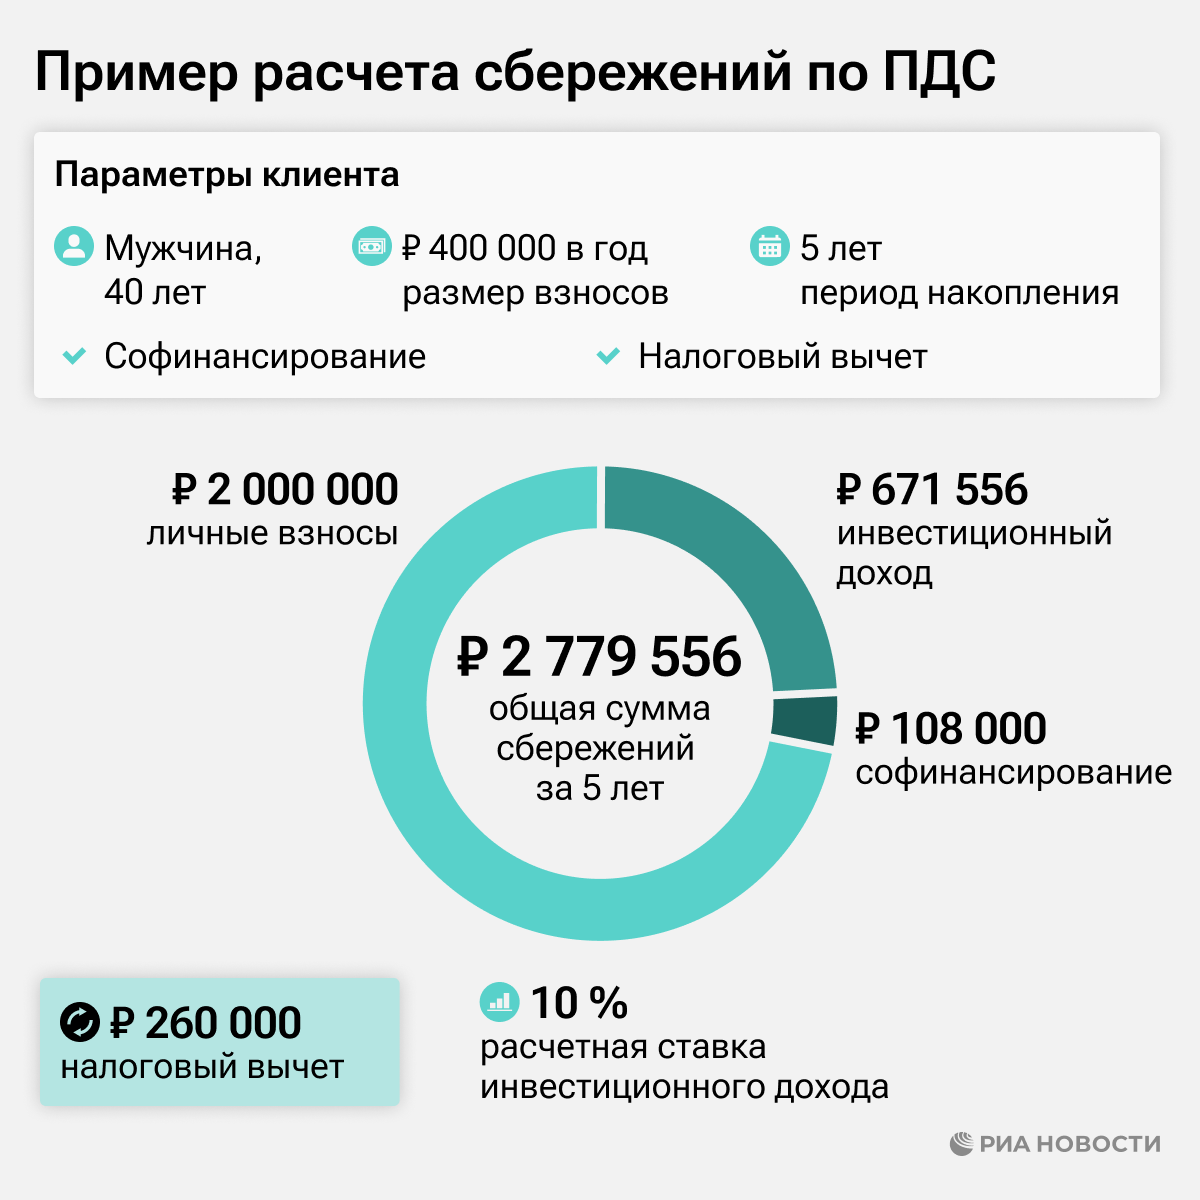 Пример расчета сбережений по ПДС
Параметры клиента
Мужчина,
40 лет
₽ 400 000 в год
размер взносов
5 лет
период накопления
Софинансирование
Налоговый вычет
₽ 2 000 000
личные взносы
₽ 671 556
инвестиционный
доход
₽ 2 779 556
общая сумма
сбережений
за 5 лет
₽ 108 000
софинансирование
₽ 260 000
налоговый вычет
10 %
расчетная ставка
инвестиционного дохода
РИА НОВОСТИ